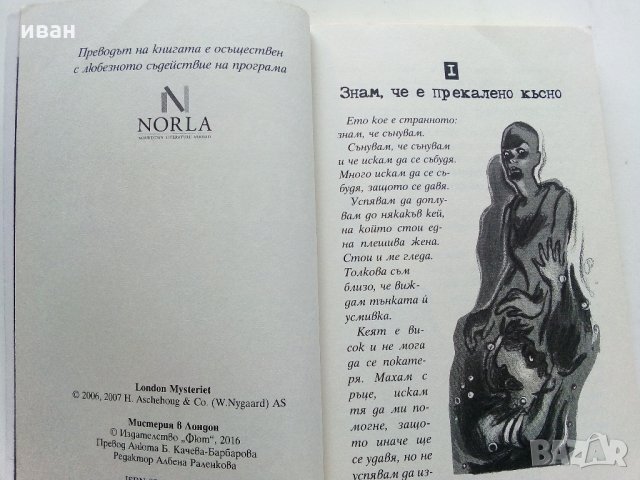 иван
Преводът на книгата е осъществен
с любезното съдействие на програма
NORLA
NORWEGIAN LITERATURE ABROAD
London Mysteriet
© 2006, 2007 H. Aschehoug & Co. (W.Nygaard) AS
Мистерия в Лондон
© Издателство „Фют", 2016
Превод Анюта Б. Качева-Барбарова
Редактор Албена Раленкова
I
Знам, че е прекалено късно
Ето кое е странното:
знам, че сънувам.
Сънувам, че сънувам
и че искам да се събудя.
Много искам да се съ-
будя, защото се давя.
Успявам да доплу-
вам до някакъв кей,
на който стои ед-
на плешива жена.
Стои и ме гледа.
Толкова съм
близо, че виж-
дам тънката ѝ
усмивка.
Кеят е ви-
сок и не мога
да се покате-
ря. Махам с
ръце, искам
тя да ми по-
могне, защо-
то иначе ще
се удавя, но не
успявам да из-
BAZAR